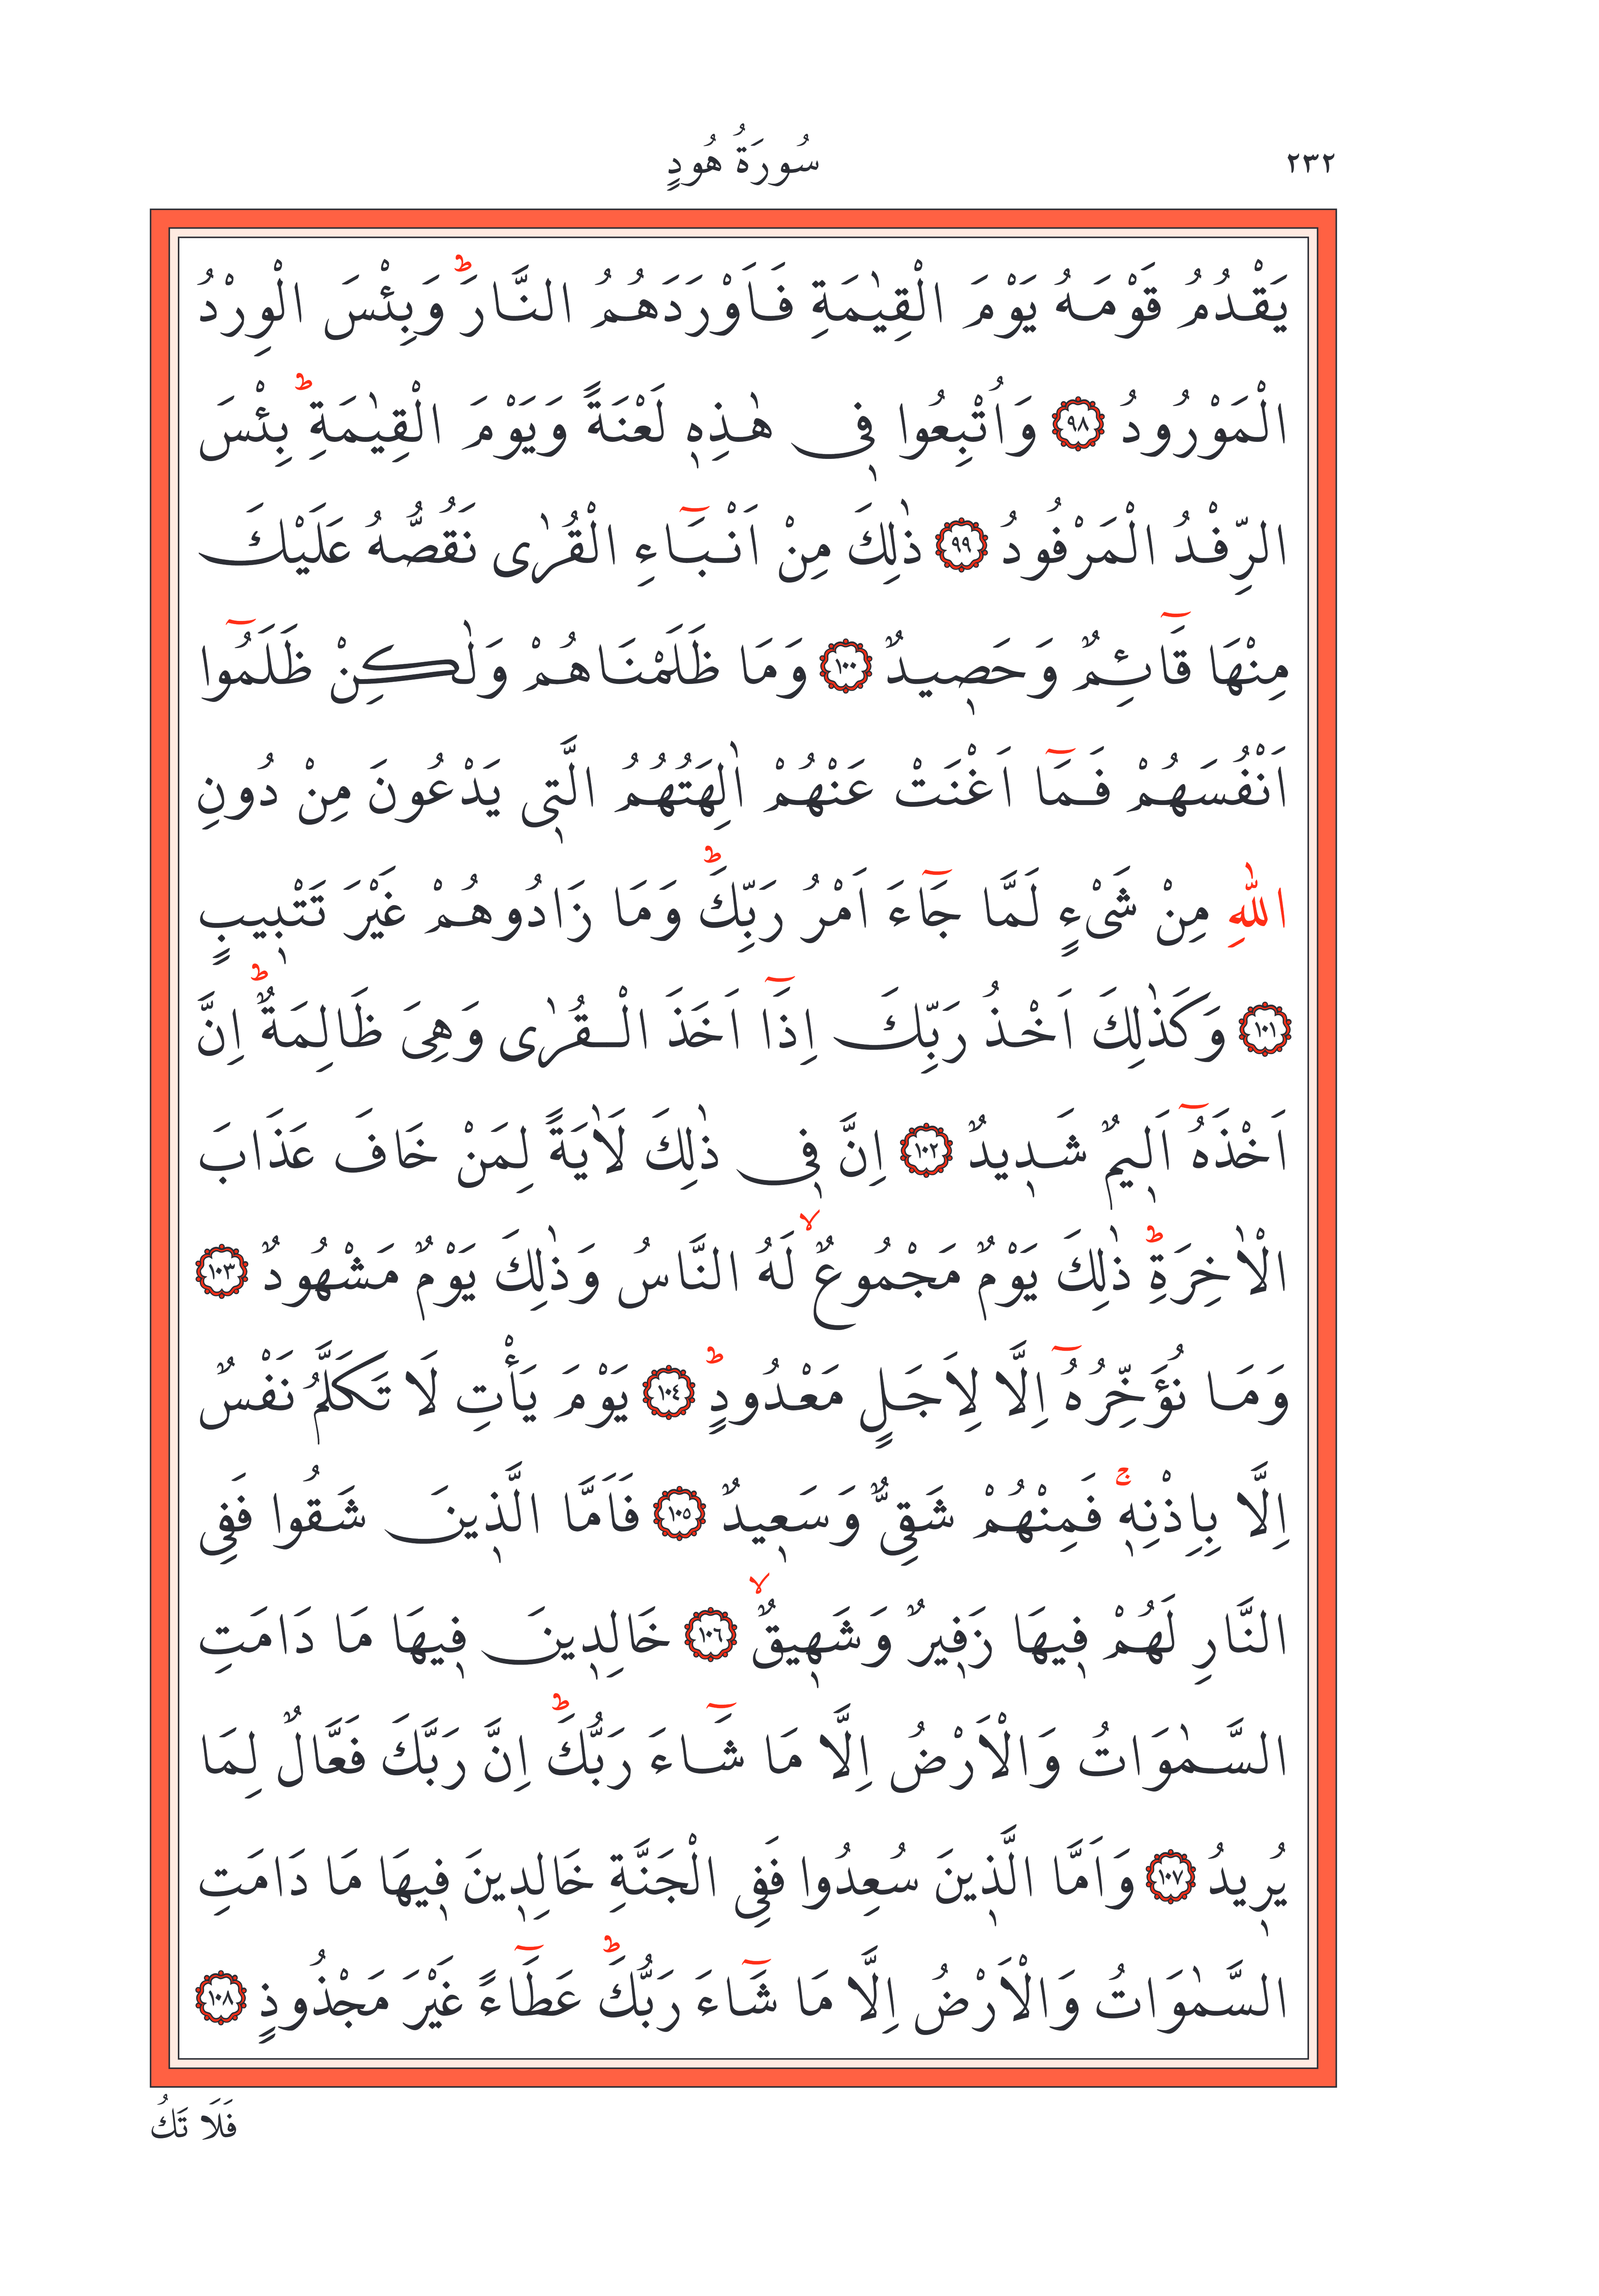 ٢٣٢
سُورَةُ هُودٍ
يَقْدُمُ قَوْمَهُ يَوْمَ الْقِيٰمَةِ فَاَوْرَدَهُمُ النَّارَۜ وَبِئْسَ الْوِرْدُ
الْمَوْرُودُ ﴿٩٨﴾ وَاُتْبِعُوا فٖى هٰذِهٖ لَعْنَةً وَيَوْمَ الْقِيٰمَةِؕ بِئْسَ
الرِّفْدُ الْمَرْفُودُ ﴿٩٩﴾ ذٰلِكَ مِنْ اَنْبَٓاءِ الْقُرٰى نَقُصُّهُ عَلَيْكَ
مِنْهَا قَٓائِمٌ وَحَصٖيدٌ ﴿١٠٠﴾ وَمَا ظَلَمْنَاهُمْ وَلٰكِنْ ظَلَمُٓوا
اَنْفُسَهُمْ فَمَٓا اَغْنَتْ عَنْهُمْ اٰلِهَتُهُمُ الَّتٖى يَدْعُونَ مِنْ دُونِ
اللّٰهِ مِنْ شَیْءٍ لَمَّا جَٓاءَ اَمْرُ رَبِّكَؕ وَمَا زَادُوهُمْ غَيْرَ تَتْبٖيبٍ
﴿١٠١﴾ وَكَذٰلِكَ اَخْذُ رَبِّكَ اِذَٓا اَخَذَ الْقُرٰى وَهِىَ ظَالِمَةٌؕ اِنَّ
اَخْذَهُٓ اَلٖيمٌ شَدٖيدٌ ﴿١٠٢﴾ اِنَّ فٖى ذٰلِكَ لَاٰيَةً لِمَنْ خَافَ عَذَابَ
الْاٰخِرَةِؕ ذٰلِكَ يَوْمٌ مَجْمُوعٌۙ لَهُ النَّاسُ وَذٰلِكَ يَوْمٌ مَشْهُودٌ ﴿١٠٣﴾
وَمَا نُؤَخِّرُهُٓ اِلَّا لِاَجَلٍ مَعْدُودٍؕ ﴿١٠٤﴾ يَوْمَ يَأْتِ لَا تَكَلَّمُ نَفْسٌ
اِلَّا بِاِذْنِهٖۚ فَمِنْهُمْ شَقِىٌّ وَسَعٖيدٌ ﴿١٠٥﴾ فَاَمَّا الَّذٖينَ شَقُوا فَفِى
النَّارِ لَهُمْ فٖيهَا زَفٖيرٌ وَشَهٖيقٌۙ ﴿١٠٦﴾ خَالِدٖينَ فٖيهَا مَا دَامَتِ
السَّمٰوَاتُ وَالْاَرْضُ اِلَّا مَا شَٓاءَ رَبُّكَؕ اِنَّ رَبَّكَ فَعَّالٌ لِمَا
يُرٖيدُ ﴿١٠٧﴾ وَاَمَّا الَّذٖينَ سُعِدُوا فَفِى الْجَنَّةِ خَالِدٖينَ فٖيهَا مَا دَامَتِ
السَّمٰوَاتُ وَالْاَرْضُ اِلَّا مَا شَٓاءَ رَبُّكَؕ عَطَٓاءً غَيْرَ مَجْذُوذٍ ﴿١٠٨﴾
فَلَا تَكُ